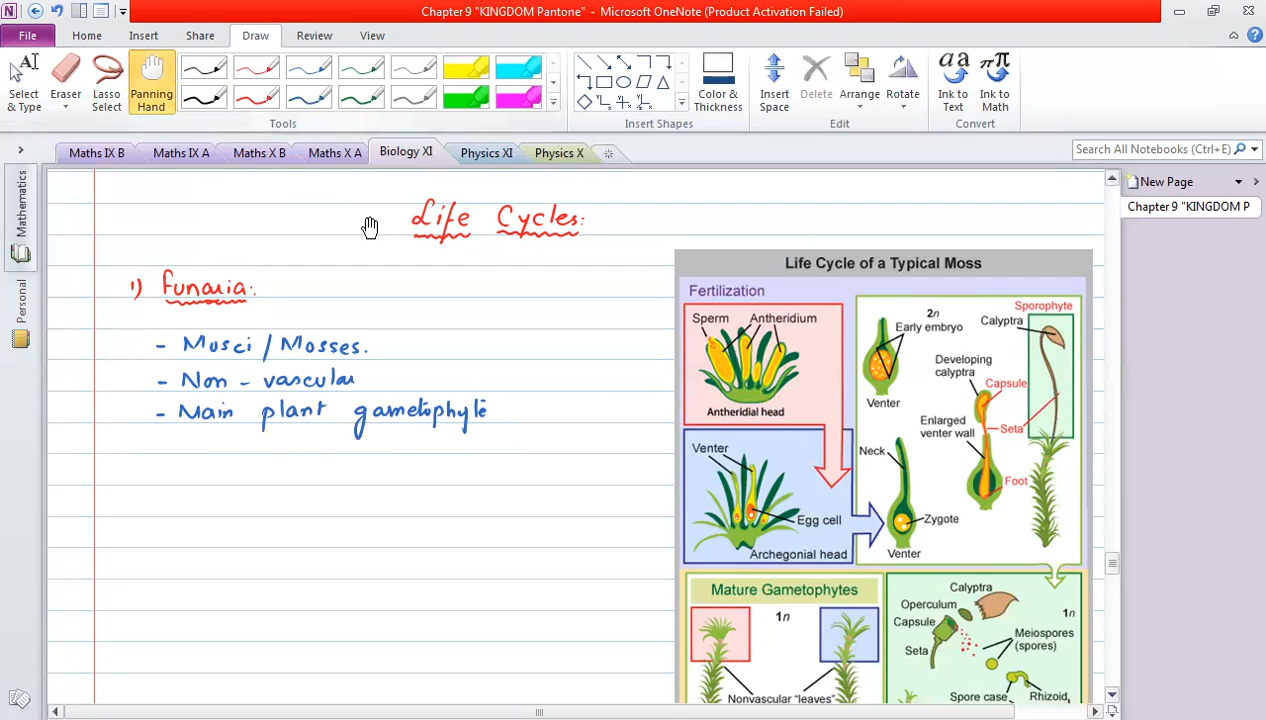 Chapter 9 "KINGDOM Pantone" - Microsoft OneNote (Product Activation Failed)
File Home Insert Share Draw Review View
Select & Type
Eraser
Lasso Select
Panning Hand
Color & Thickness
Insert Space
Delete
Arrange
Rotate
Ink to Text
Ink to Math
Tools Insert Shapes Edit Convert
Maths IX B Maths IX A Maths X B Maths X A Biology XI Physics XI Physics X
Search All Notebooks (Ctrl+E)
New Page
Chapter 9 "KINGDOM P
Mathematics
Personal
Life Cycles:
1) Funaria:
- Musci / Mosses.
- Non - vascular
- Main plant gametophyte
Life Cycle of a Typical Moss
Fertilization
Sperm Antheridium
Antheridial head
Venter
Egg cell
Archegonial head
2n
Early embryo
Venter
Sporophyte
Calyptra
Developing calyptra
Capsule
Seta
Enlarged venter wall
Foot
Neck
Zygote
Venter
Mature Gametophytes
1n
Nonvascular "leaves"
Calyptra
Operculum
Capsule
Seta
1n
Meiospores (spores)
Spore case
Rhizoid